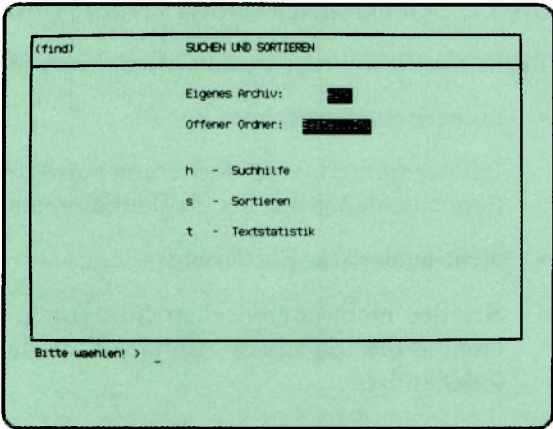 (find) SUCHEN UND SORTIEREN
Eigenes Archiv:
Offener Ordner:
h - Suchhilfe
s - Sortieren
t - Textstatistik
Bitte waehlen! > _